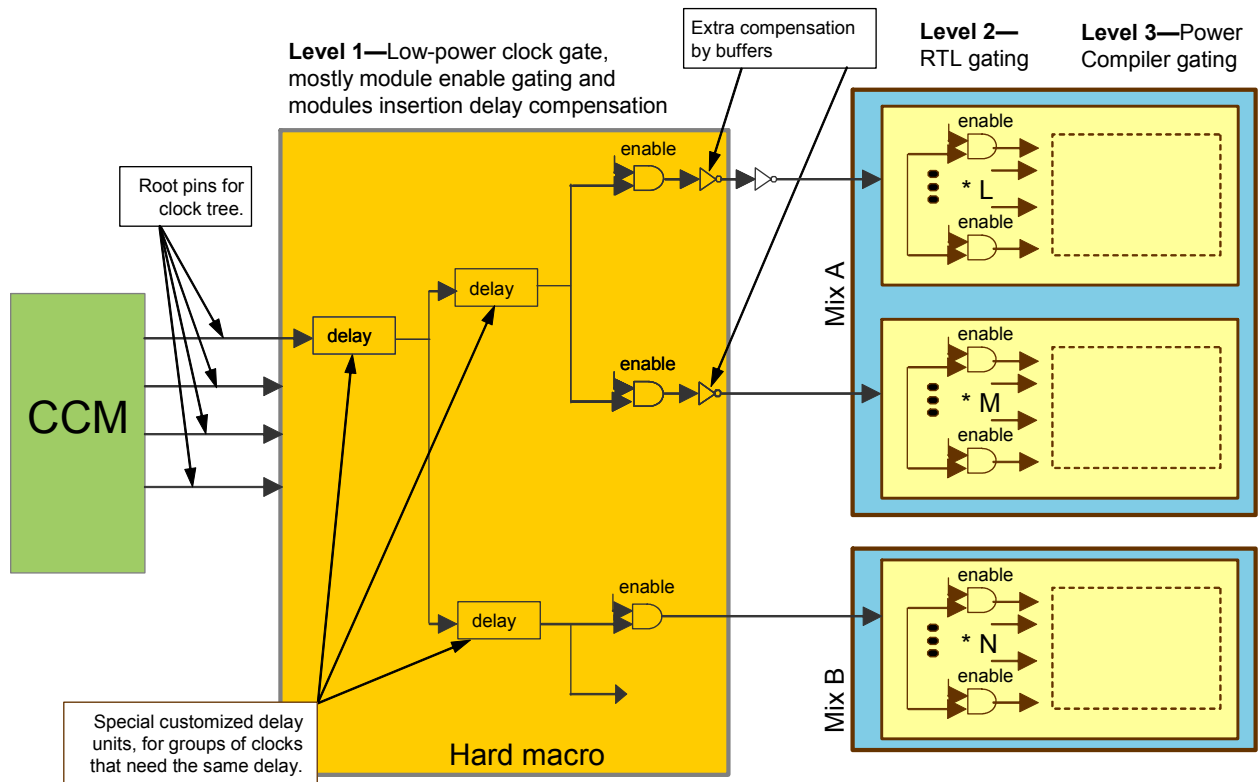 Level 1—Low-power clock gate,
mostly module enable gating and
modules insertion delay compensation
Extra compensation
by buffers
Level 2—
RTL gating
Level 3—Power
Compiler gating
Root pins for
clock tree.
CCM
delay
delay
delay
enable
enable
enable
Hard macro
Special customized delay
units, for groups of clocks
that need the same delay.
Mix A
enable
* L
enable
enable
* M
enable
Mix B
enable
* N
enable